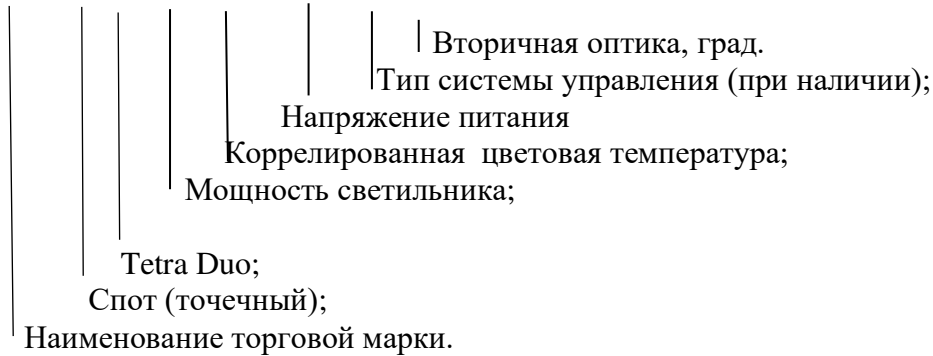 Вторичная оптика, град.
Тип системы управления (при наличии);
Напряжение питания
Коррелированная цветовая температура;
Мощность светильника;
Tetra Duo;
Спот (точечный);
Наименование торговой марки.